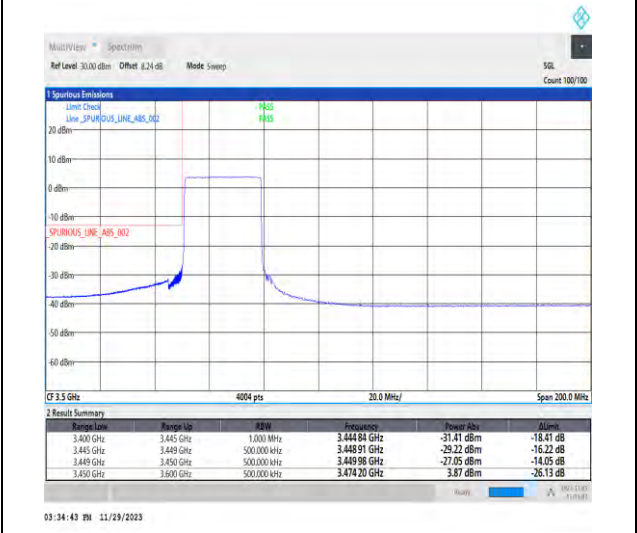 MultiView Spectrum
Ref Level 30.00 dBm Offset 8.24 dB Mode Sweep SGL
Count 100/100
1 Spurious Emissions
Limit Check PASS
Line _SPURIOUS_LINE_ABS_002 PASS
20 dBm
10 dBm
0 dBm
-10 dBm
_SPURIOUS_LINE_ABS_002
-20 dBm
-30 dBm
-40 dBm
-50 dBm
-60 dBm
CF 3.5 GHz 4004 pts 20.0 MHz/ Span 200.0 MHz
2 Result Summary
Range Low Range Up RBW Frequency Power Abs ΔLimit
3.400 GHz 3.445 GHz 1.000 MHz 3.444 84 GHz -31.41 dBm -18.41 dB
3.445 GHz 3.449 GHz 500.000 kHz 3.448 91 GHz -29.22 dBm -16.22 dB
3.449 GHz 3.450 GHz 500.000 kHz 3.449 98 GHz -27.05 dBm -14.05 dB
3.450 GHz 3.600 GHz 500.000 kHz 3.474 20 GHz 3.87 dBm -26.13 dB
03:34:43 PM 11/29/2023